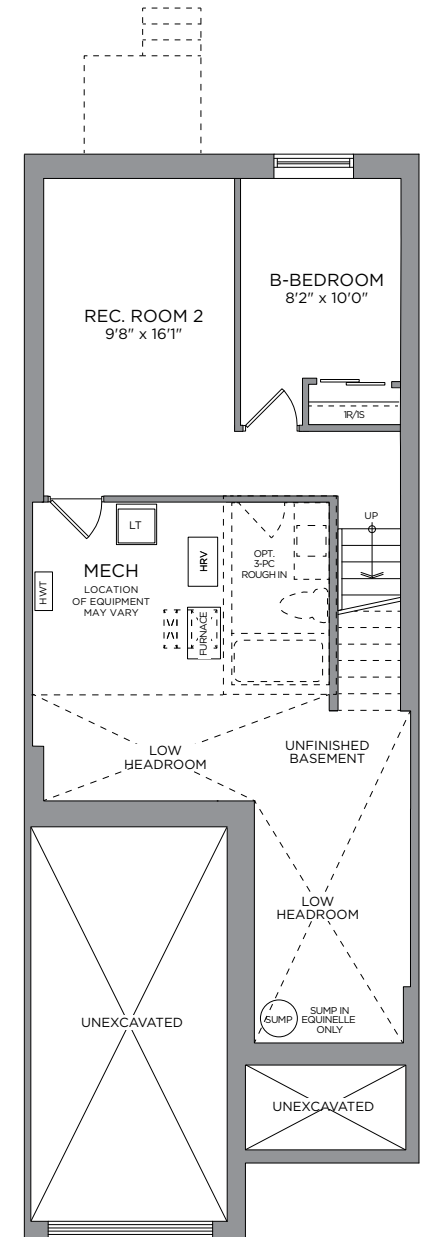 B-BEDROOM
8'2" x 10'0"
REC. ROOM 2
9'8" x 16'1"
1R/1S
UP
LT
HRV
OPT.
3-PC
ROUGH IN
MECH
LOCATION
OF EQUIPMENT
MAY VARY
HWT
FURNACE
LOW
HEADROOM
UNFINISHED
BASEMENT
LOW
HEADROOM
SUMP
SUMP IN
EQUINELLE
ONLY
UNEXCAVATED
UNEXCAVATED